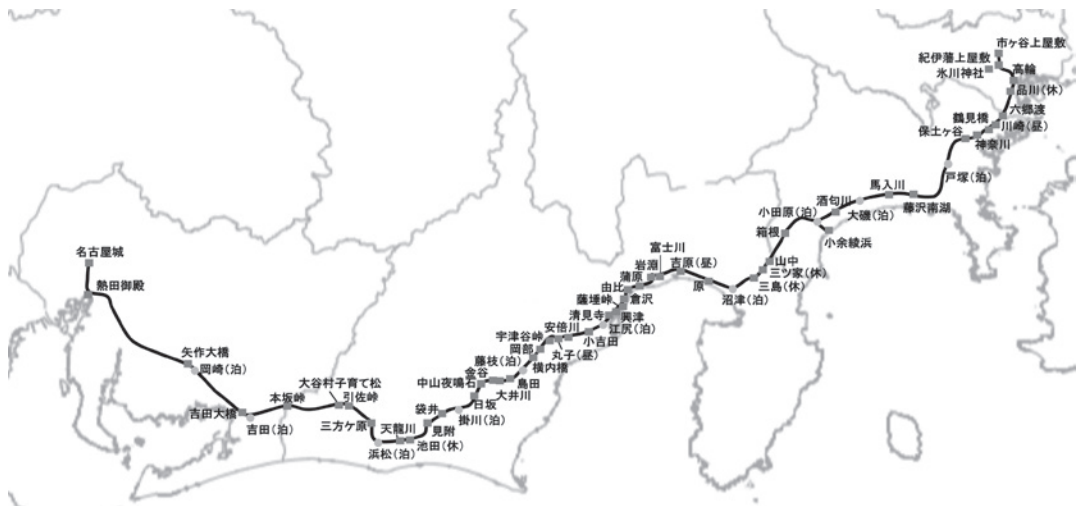 市ヶ谷上屋敷
紀伊藩上屋敷
氷川神社
高輪
品川(休)
六郷渡
鶴見橋
川崎(昼)
保土ヶ谷
神奈川
戸塚(泊)
馬入川
藤沢南湖
酒匂川
大磯(泊)
小田原(泊)
小余綾浜
箱根
山中
三ツ家(休)
三島(休)
沼津(泊)
原
吉原(昼)
富士川
岩淵
蒲原
由比
倉沢
薩埵峠
興津
清見寺
江尻(泊)
小吉田
安倍川
丸子(昼)
宇津谷峠
岡部
横内橋
藤枝(泊)
島田
金谷
大井川
中山夜鳴石
日坂
掛川(泊)
袋井
見附
池田(休)
天龍川
浜松(泊)
三方ケ原
引佐峠
大谷村子育て松
本坂峠
吉田(泊)
吉田大橋
岡崎(泊)
矢作大橋
熱田御殿
名古屋城